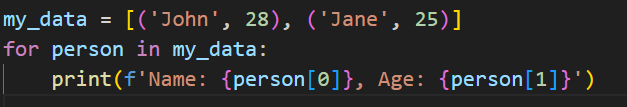 my_data = [('John', 28), ('Jane', 25)]
for person in my_data:
    print(f'Name: {person[0]}, Age: {person[1]}')